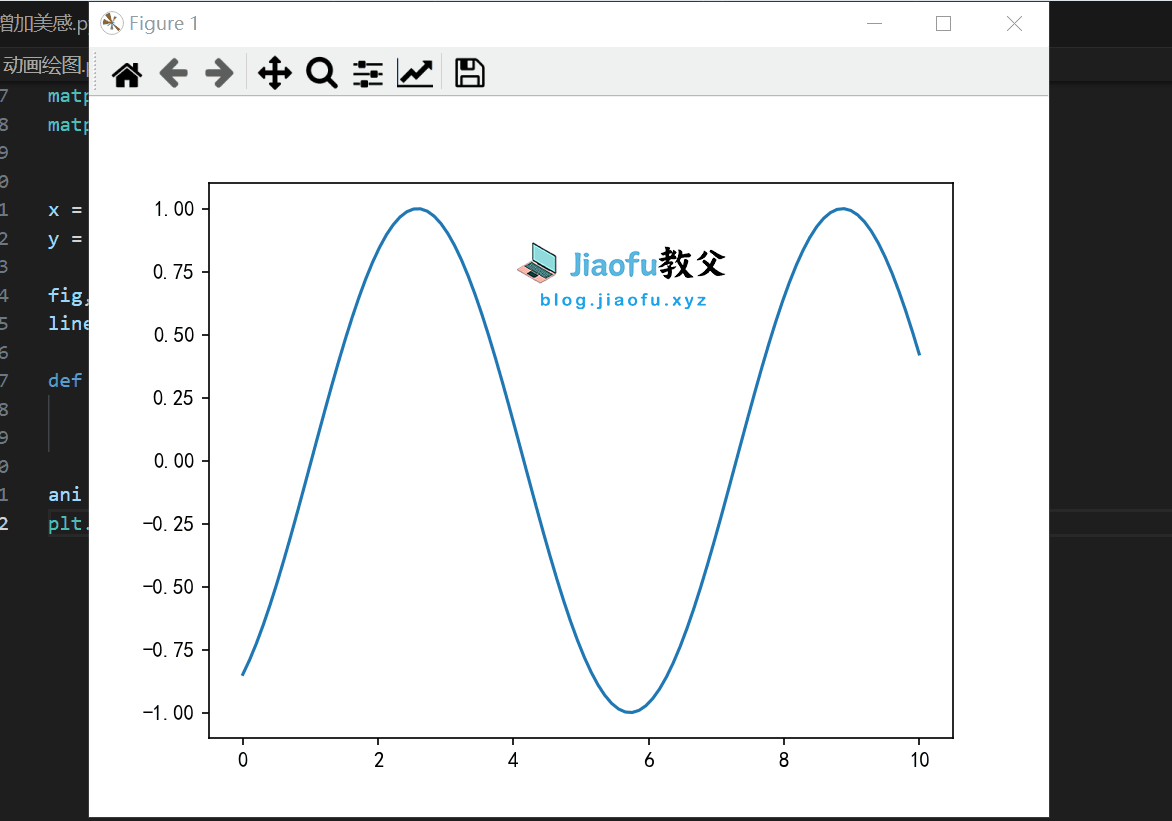 增加美感.p
Figure 1
动画绘图.
7 matp
8 matp
9
0
1 x =
2 y =
3
4 fig,
5 line
6
7 def
8
9
0
1 ani
2 plt.
1.00
0.75
0.50
0.25
0.00
−0.25
−0.50
−0.75
−1.00
0 2 4 6 8 10
Jiaofu教父
blog.jiaofu.xyz